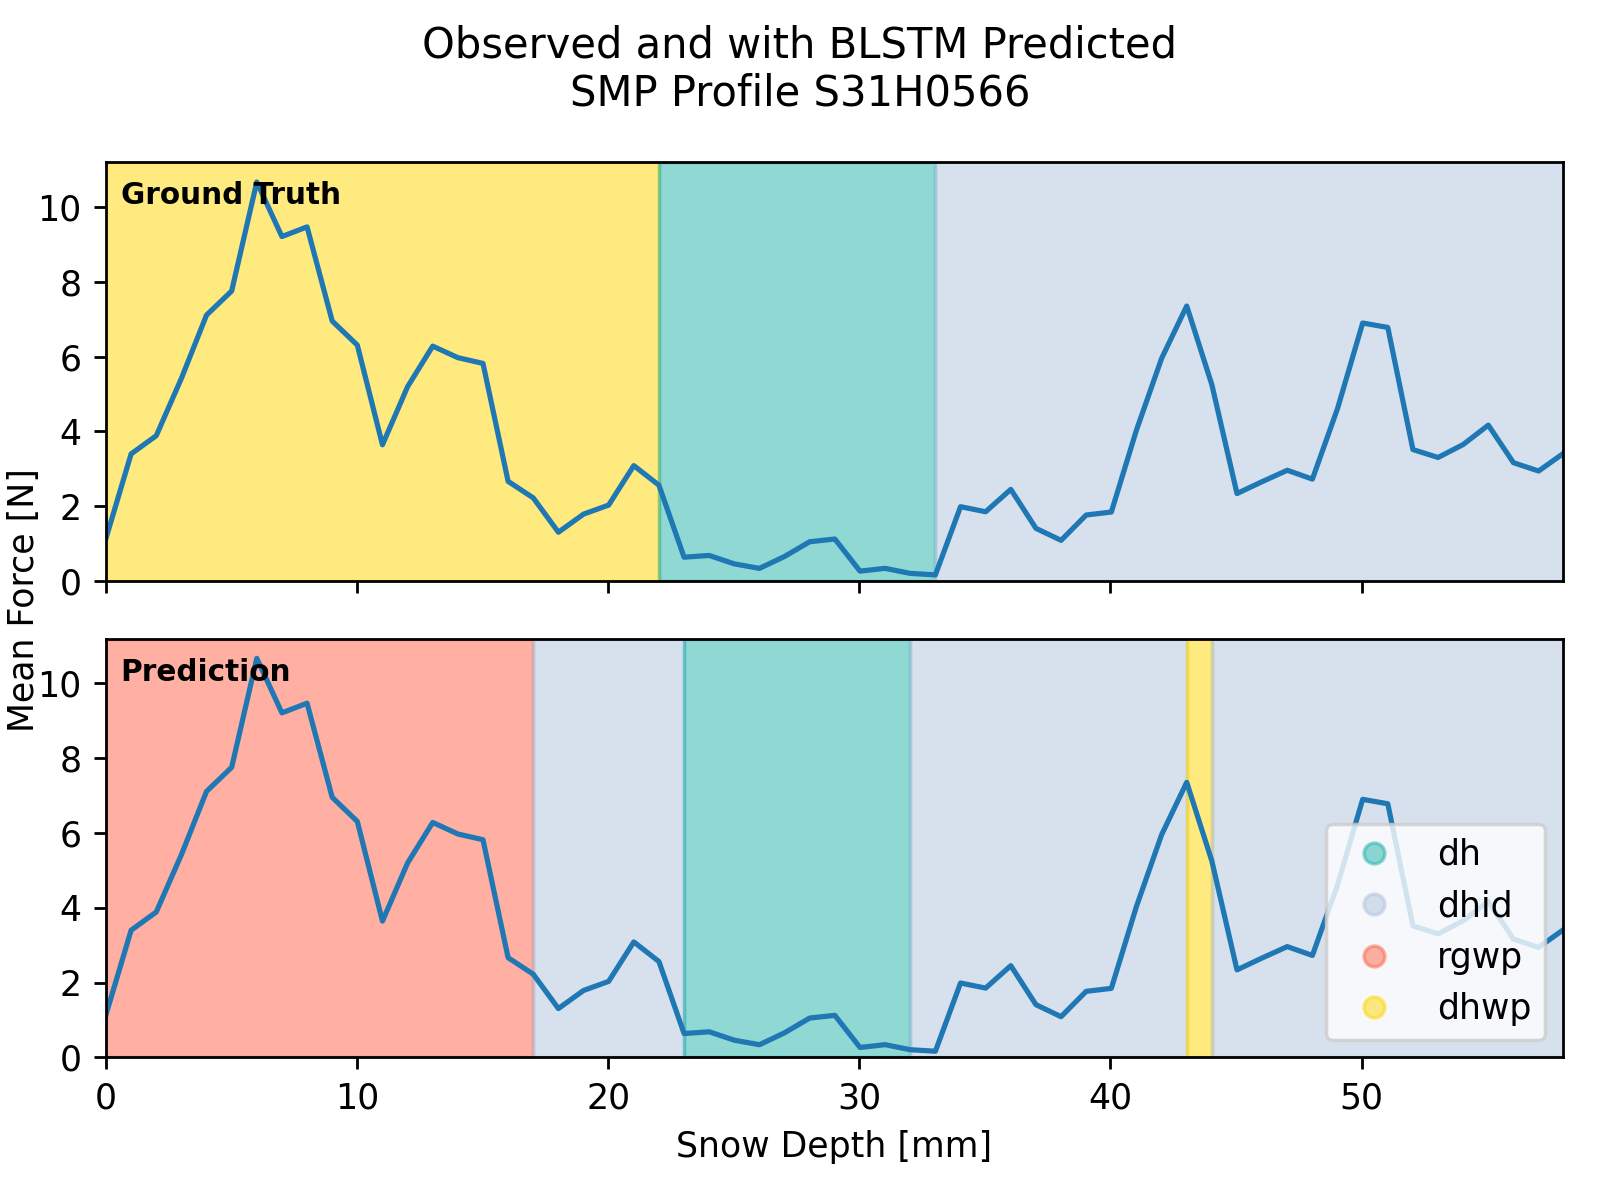 Observed and with BLSTM Predicted
SMP Profile S31H0566
Mean Force [N]
Ground Truth
10
8
6
4
2
0
Prediction
10
8
6
4
2
0
dh
dhid
rgwp
dhwp
0 10 20 30 40 50
Snow Depth [mm]